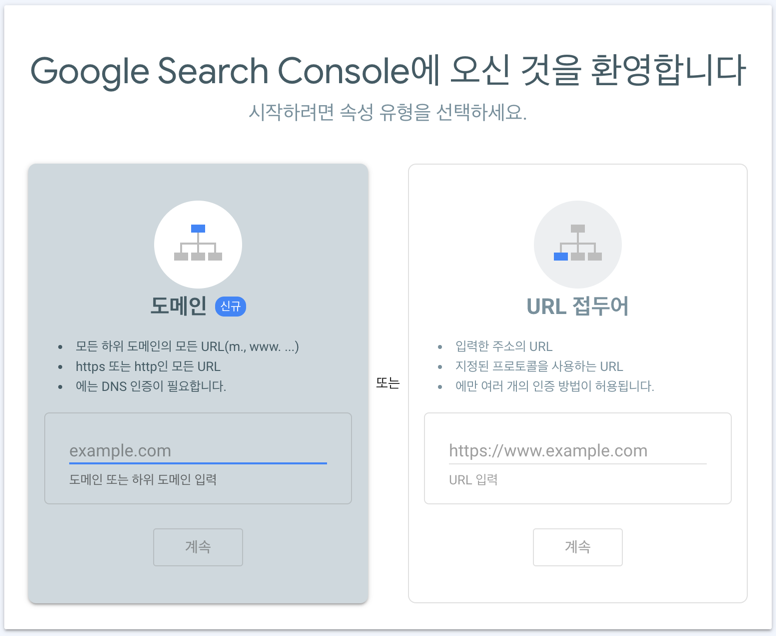 Google Search Console에 오신 것을 환영합니다
시작하려면 속성 유형을 선택하세요.
도메인 신규
모든 하위 도메인의 모든 URL(m., www. ...)
https 또는 http인 모든 URL
에는 DNS 인증이 필요합니다.
example.com
도메인 또는 하위 도메인 입력
계속
또는
URL 접두어
입력한 주소의 URL
지정된 프로토콜을 사용하는 URL
에만 여러 개의 인증 방법이 허용됩니다.
https://www.example.com
URL 입력
계속